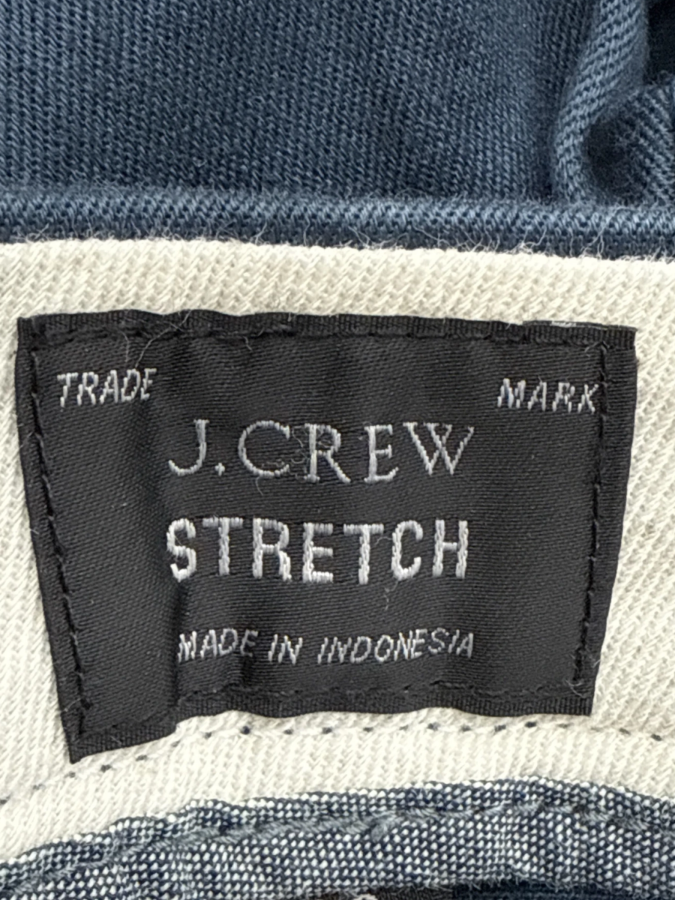 TRADE MARK
J.CREW
STRETCH
MADE IN INDONESIA